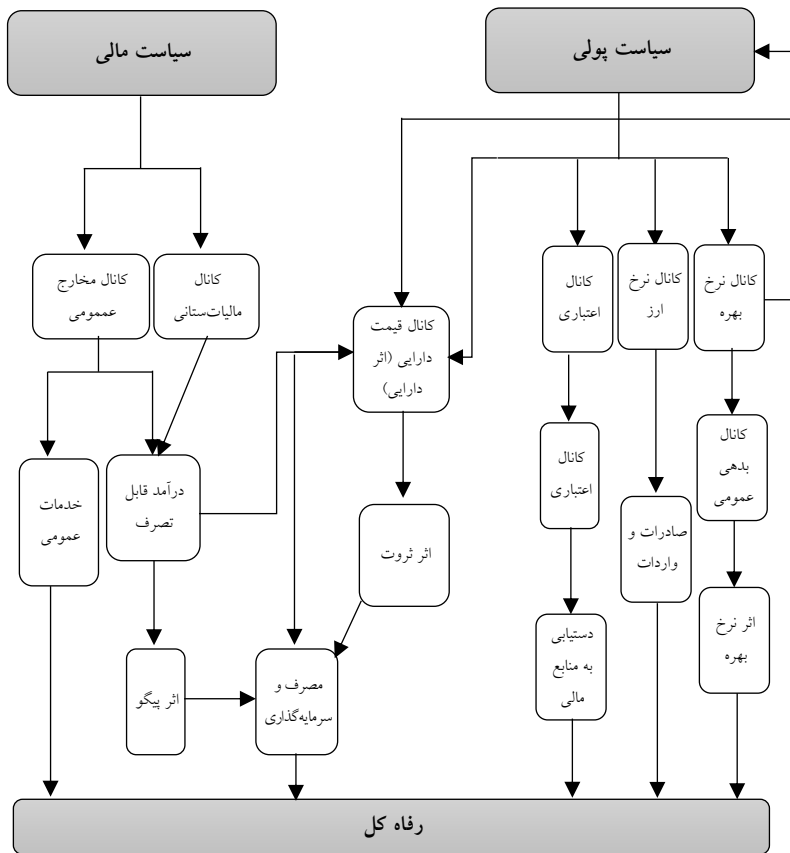 سیاست پولی
سیاست مالی
کانال نرخ
بهره
کانال نرخ
ارز
کانال
اعتباری
کانال
مالیات‌ستانی
کانال مخارج
عممومی
کانال قیمت
دارایی (اثر
دارایی)
کانال
بدهی
عمومی
کانال
اعتباری
درآمد قابل
تصرف
خدمات
عمومی
صادرات و
واردات
اثر ثروت
اثر نرخ
بهره
دستیابی
به منابع
مالی
مصرف و
سرمایه‌گذاری
اثر پیگو
رفاه کل